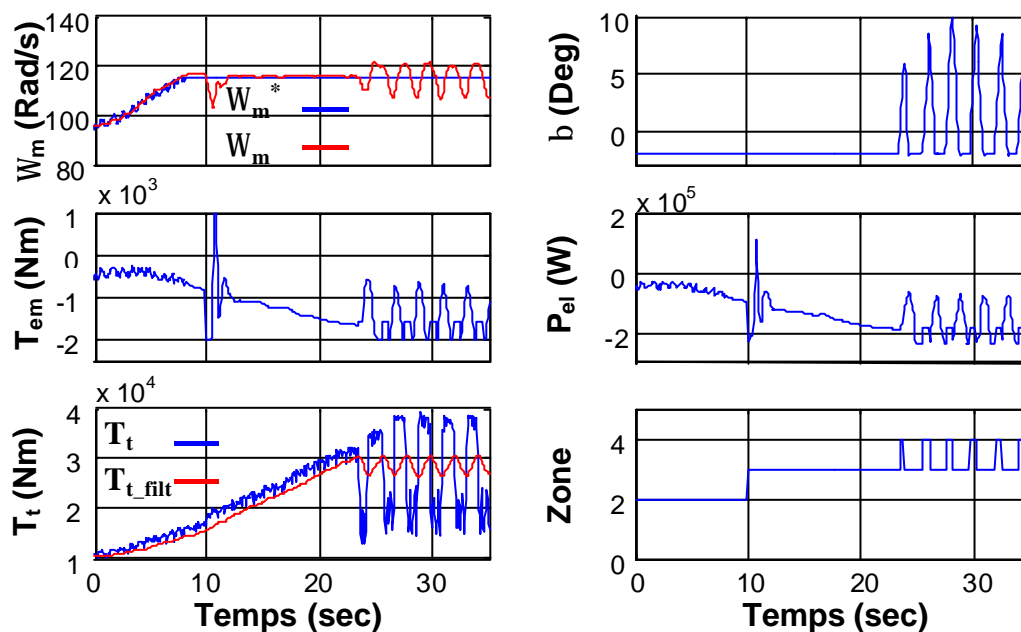 W_m (Rad/s)
140
120
100
80
W_m^*
W_m
b (Deg)
10
5
0
x 10^3
T_em (Nm)
1
0
-1
-2
x 10^5
P_el (W)
2
0
-2
x 10^4
T_t (Nm)
4
3
2
1
T_t
T_t_filt
0 10 20 30
Temps (sec)
Zone
4
2
0
0 10 20 30
Temps (sec)